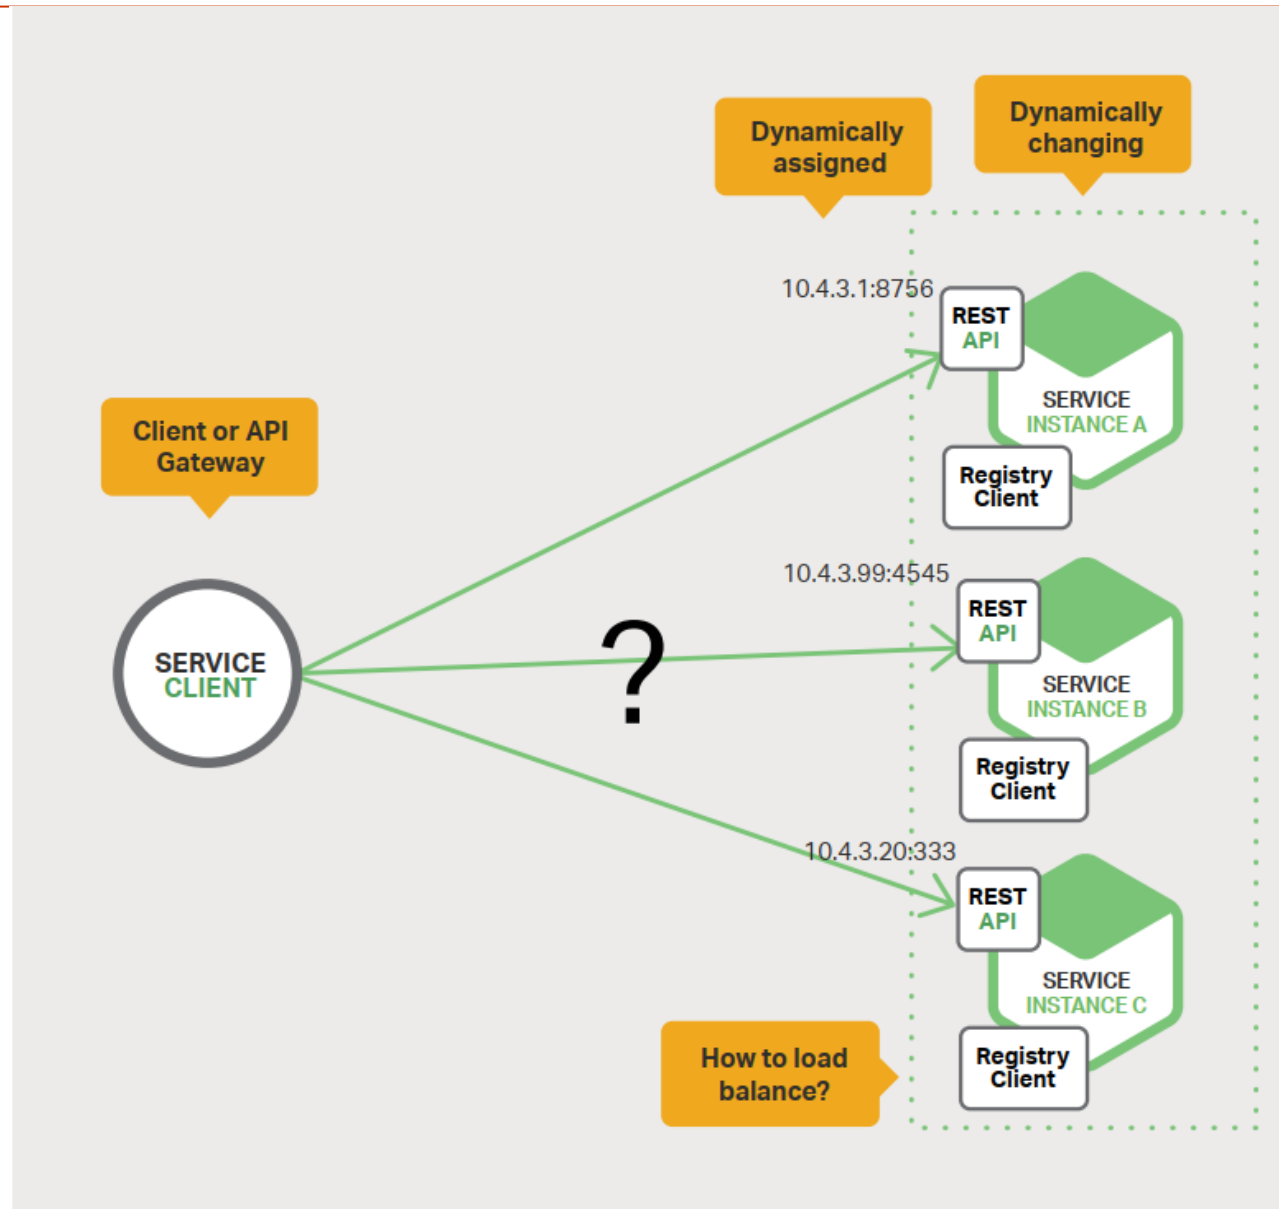 Dynamically
assigned
Dynamically
changing
10.4.3.1:8756
REST
API
SERVICE
INSTANCE A
Registry
Client
Client or API
Gateway
10.4.3.99:4545
REST
API
SERVICE
CLIENT
?
SERVICE
INSTANCE B
Registry
Client
10.4.3.20:333
REST
API
SERVICE
INSTANCE C
How to load
balance?
Registry
Client